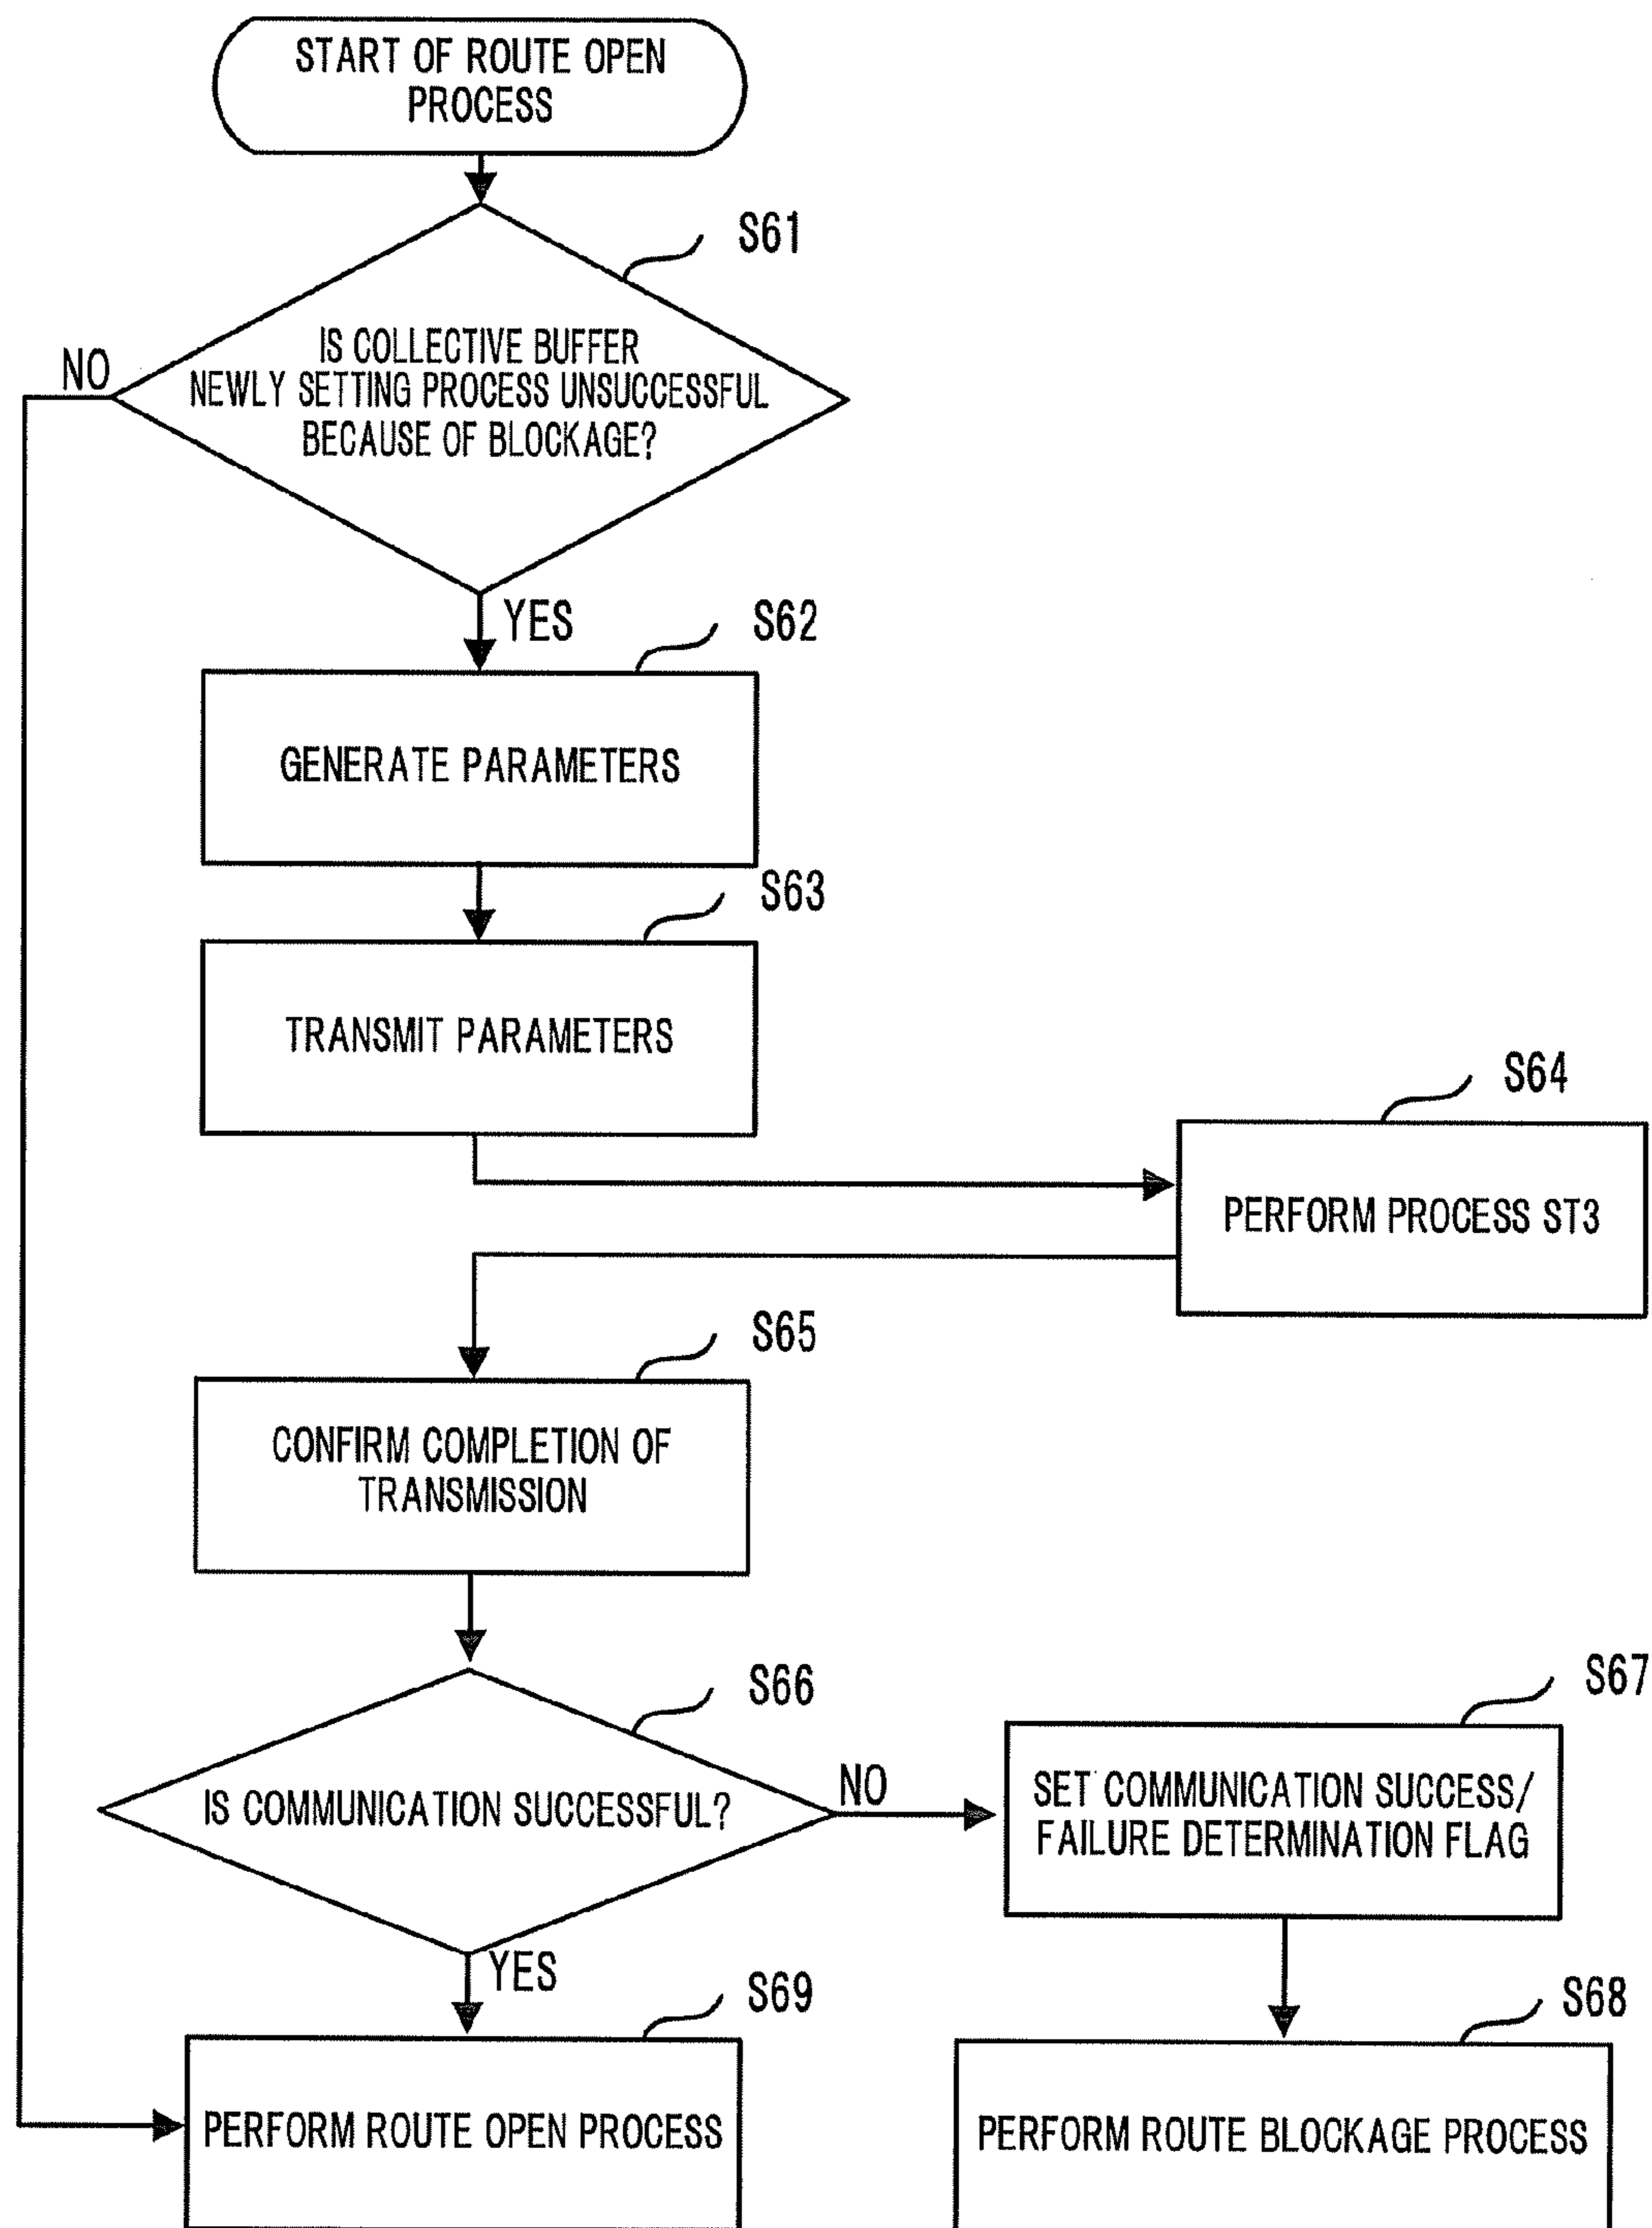 START OF ROUTE OPEN
PROCESS
S61
IS COLLECTIVE BUFFER
NEWLY SETTING PROCESS UNSUCCESSFUL
BECAUSE OF BLOCKAGE?
NO
YES
S62
GENERATE PARAMETERS
S63
TRANSMIT PARAMETERS
S64
PERFORM PROCESS ST3
S65
CONFIRM COMPLETION OF
TRANSMISSION
S66
IS COMMUNICATION SUCCESSFUL?
NO
S67
SET COMMUNICATION SUCCESS/
FAILURE DETERMINATION FLAG
YES
S69
PERFORM ROUTE OPEN PROCESS
S68
PERFORM ROUTE BLOCKAGE PROCESS